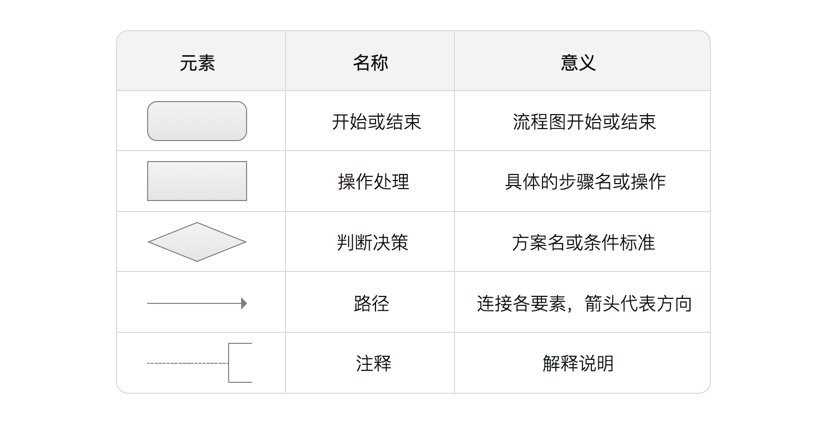 元素 名称 意义
开始或结束 流程图开始或结束
操作处理 具体的步骤名或操作
判断决策 方案名或条件标准
路径 连接各要素，箭头代表方向
注释 解释说明